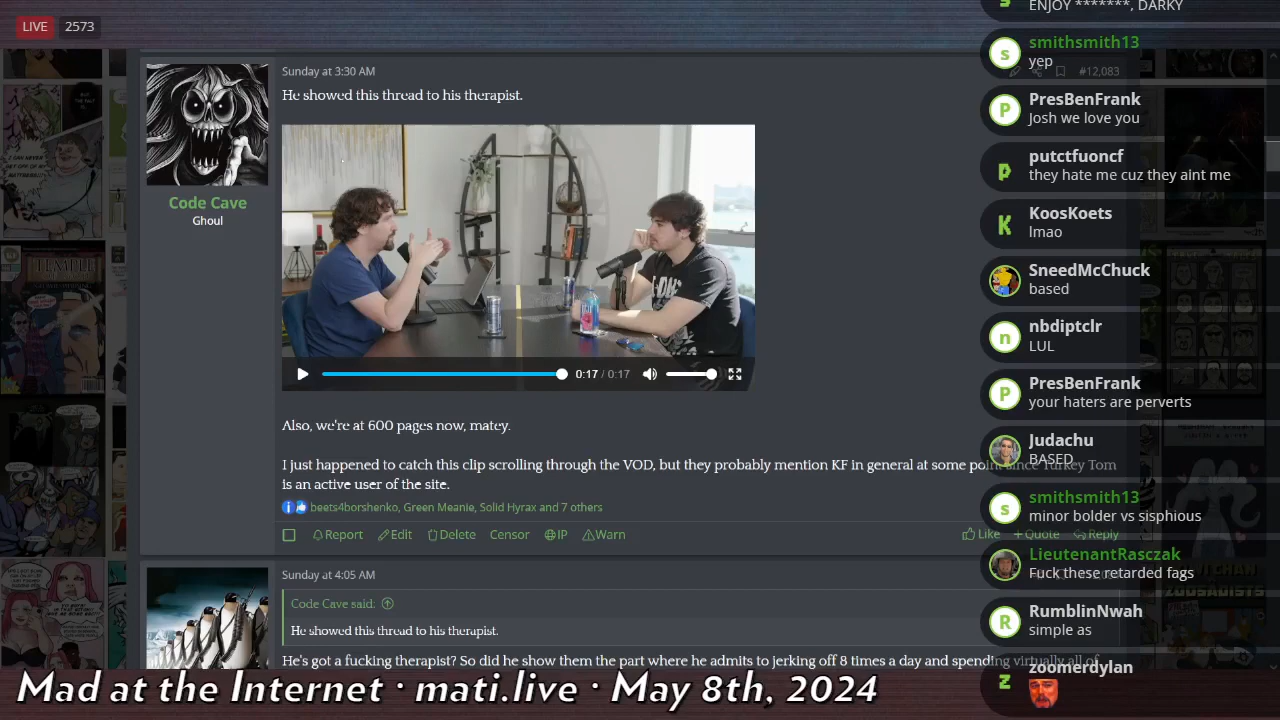 LIVE 2573
Sunday at 3:30 AM
#12,083
He showed this thread to his therapist.
Code Cave
Ghoul
0:17 / 0:17
Also, we're at 600 pages now, matey.
I just happened to catch this clip scrolling through the VOD, but they probably mention KF in general at some point since Turkey Tom
is an active user of the site.
beets4borshenko, Green Meanie, Solid Hyrax and 7 others
Report Edit Delete Censor IP Warn
Like + Quote Reply
Sunday at 4:05 AM
Code Cave said:
He showed this thread to his therapist.
He's got a fucking therapist? So did he show them the part where he admits to jerking off 8 times a day and spending virtually all of
ENJOY *******, DARKY
smithsmith13
yep
PresBenFrank
Josh we love you
putctfuoncf
they hate me cuz they aint me
KoosKoets
lmao
SneedMcChuck
based
nbdiptclr
LUL
PresBenFrank
your haters are perverts
Judachu
BASED
smithsmith13
minor bolder vs sisphious
LieutenantRasczak
Fuck these retarded fags
RumblinNwah
simple as
zoomerdylan
Mad at the Internet · mati.live · May 8th, 2024